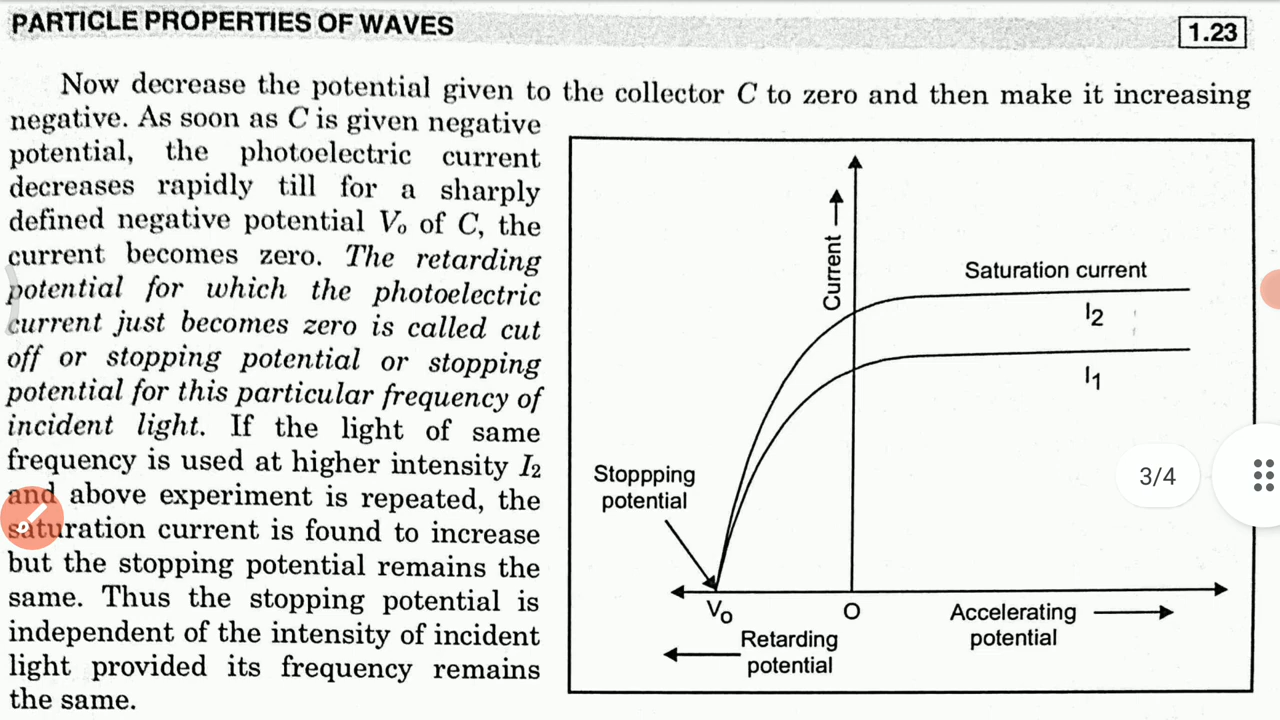 PARTICLE PROPERTIES OF WAVES
1.23
Now decrease the potential given to the collector C to zero and then make it increasing
negative. As soon as C is given negative
potential, the photoelectric current
decreases rapidly till for a sharply
defined negative potential Vₒ of C, the
current becomes zero. The retarding
potential for which the photoelectric
current just becomes zero is called cut
off or stopping potential or stopping
potential for this particular frequency of
incident light. If the light of same
frequency is used at higher intensity I₂
and above experiment is repeated, the
saturation current is found to increase
but the stopping potential remains the
same. Thus the stopping potential is
independent of the intensity of incident
light provided its frequency remains
the same.
Current
Saturation current
I₂
I₁
Stoppping
potential
Vₒ
O
Accelerating
potential
Retarding
potential
3/4